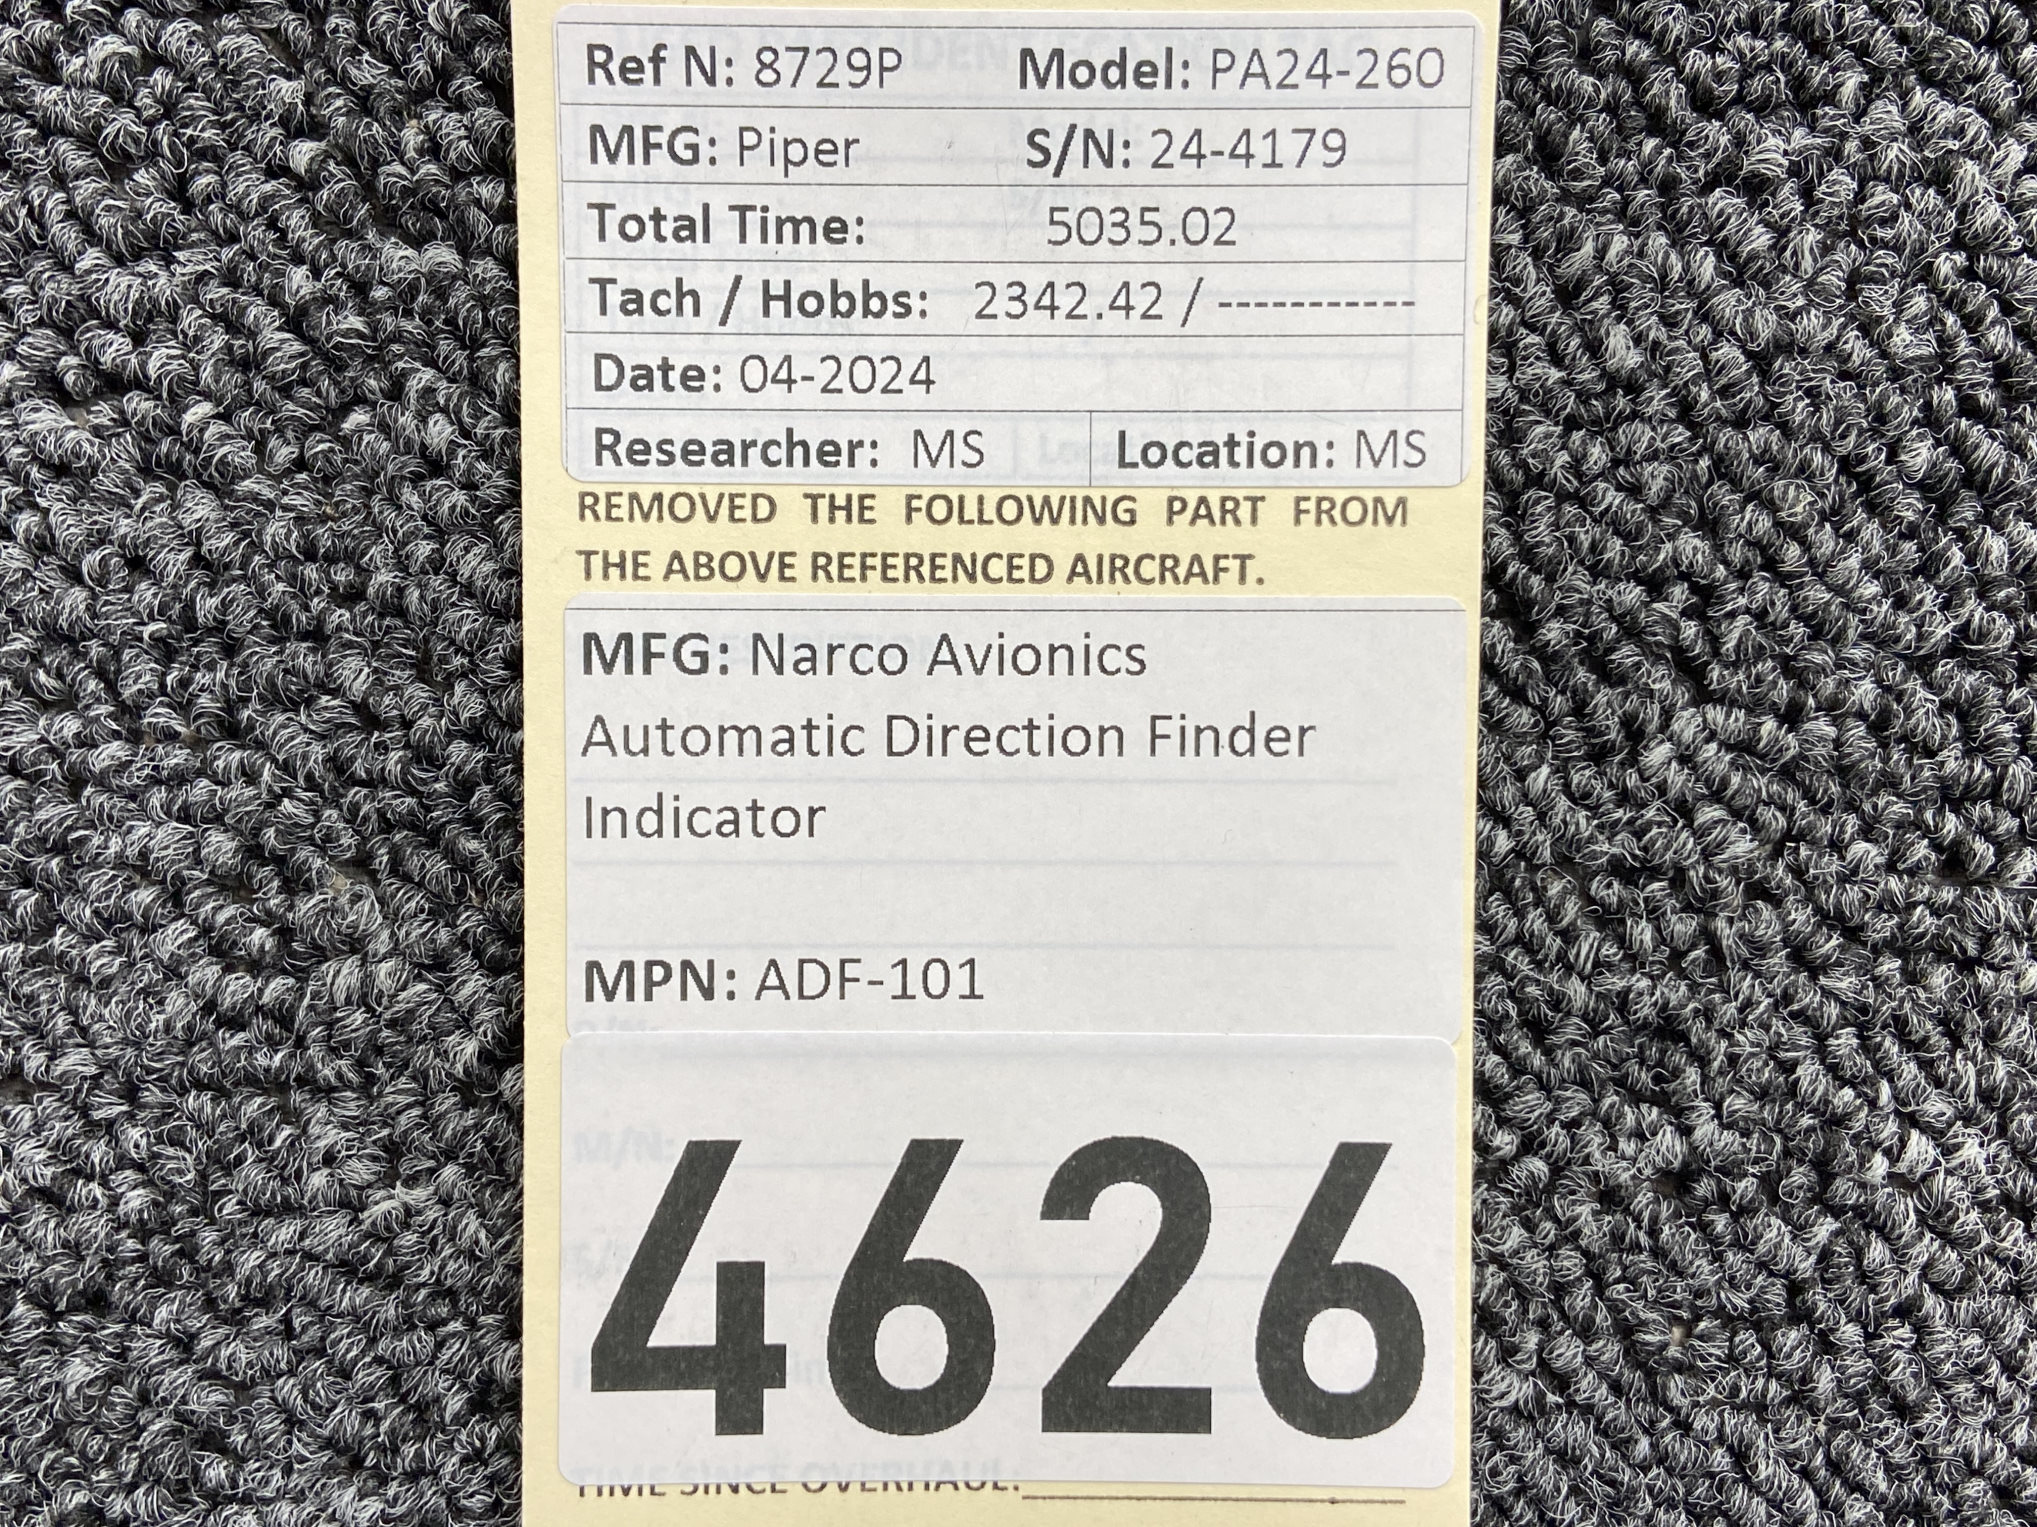 Ref N: 8729P Model: PA24-260
MFG: Piper S/N: 24-4179
Total Time: 5035.02
Tach / Hobbs: 2342.42 / -----------
Date: 04-2024
Researcher: MS Location: MS
REMOVED THE FOLLOWING PART FROM
THE ABOVE REFERENCED AIRCRAFT.
MFG: Narco Avionics
Automatic Direction Finder
Indicator
MPN: ADF-101
M/N:
4626
TIME SINCE OVERHAUL: